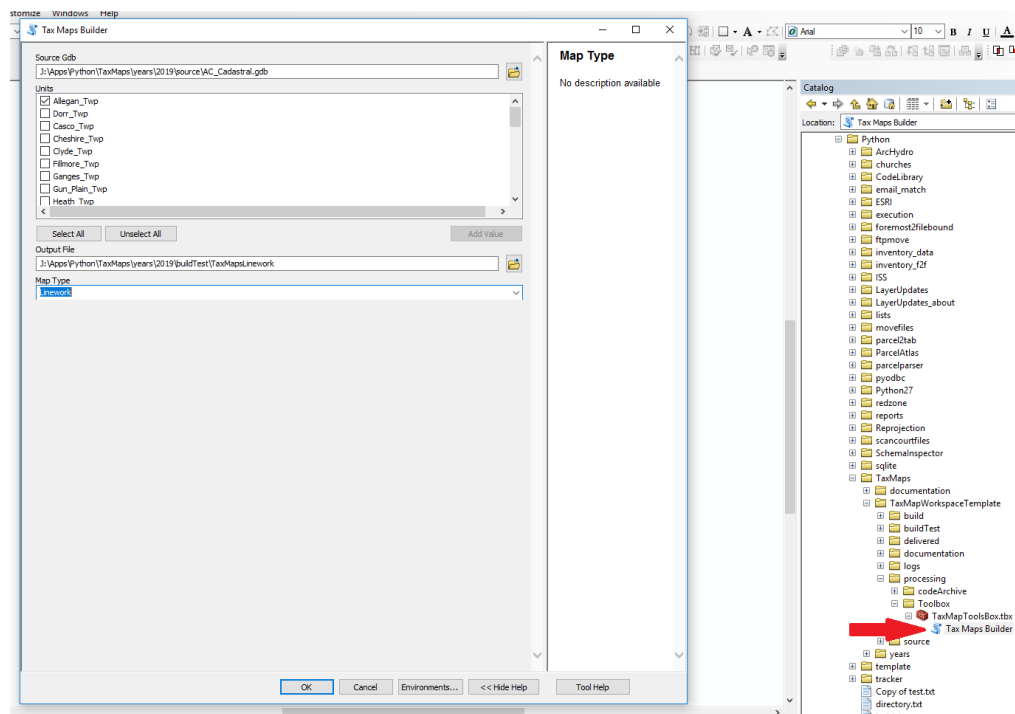 stomize Windows Help
Tax Maps Builder
Source Gdb
J:\Apps\Python\TaxMaps\years\2019\source\AC_Cadastral.gdb
Units
Allegan_Twp
Dorr_Twp
Casco_Twp
Cheshire_Twp
Clyde_Twp
Fillmore_Twp
Ganges_Twp
Gun_Plain_Twp
Heath_Twp
Select All Unselect All Add Value
Output File
J:\Apps\Python\TaxMaps\years\2019\buildTest\TaxMapsLinework
Map Type
Linework
OK Cancel Environments... << Hide Help Tool Help
Map Type
No description available
A Arial 10 B I U A
Catalog
Location: Tax Maps Builder
Python
ArcHydro
churches
CodeLibrary
email_match
ESRI
execution
foremost2filebound
ftpmove
inventory_data
inventory_f2f
ISS
LayerUpdates
LayerUpdates_about
lists
movefiles
parcel2tab
ParcelAtlas
parcelparser
pyodbc
Python27
redzone
reports
Reprojection
scancourtfiles
SchemaInspector
sqlite
TaxMaps
documentation
TaxMapWorkspaceTemplate
build
buildTest
delivered
documentation
logs
processing
codeArchive
Toolbox
TaxMapToolsBox.tbx
Tax Maps Builder
source
years
template
tracker
Copy of test.txt
directory.txt